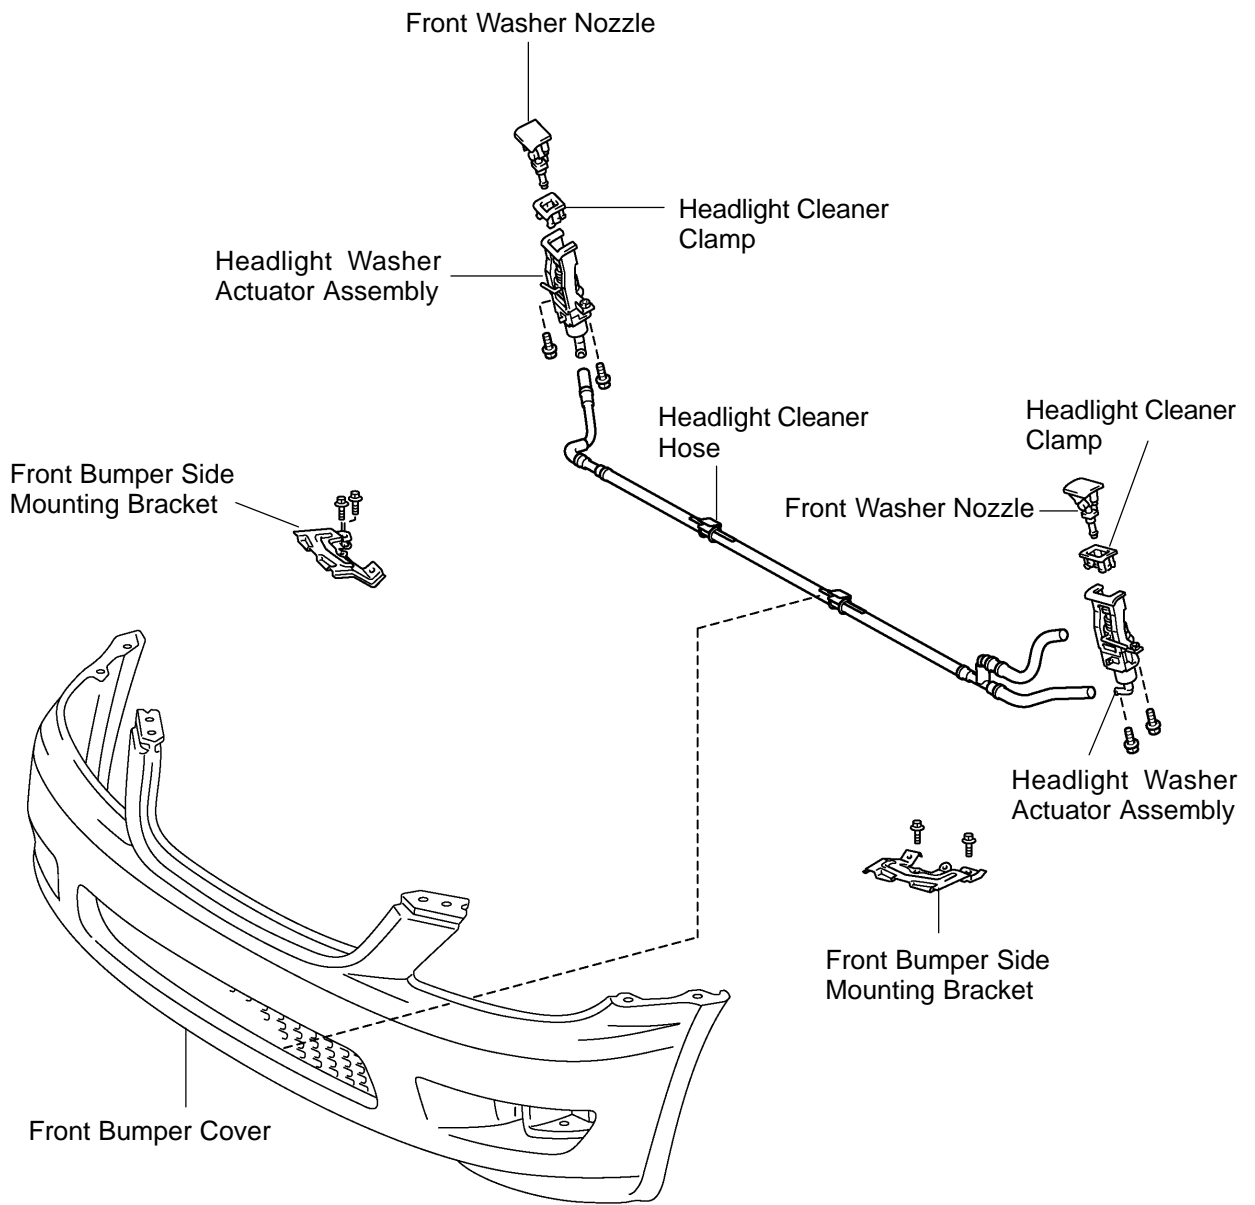 Front Washer Nozzle
Headlight Cleaner
Clamp
Headlight Washer
Actuator Assembly
Headlight Cleaner
Hose
Headlight Cleaner
Clamp
Front Bumper Side
Mounting Bracket
Front Washer Nozzle
Headlight Washer
Actuator Assembly
Front Bumper Side
Mounting Bracket
Front Bumper Cover